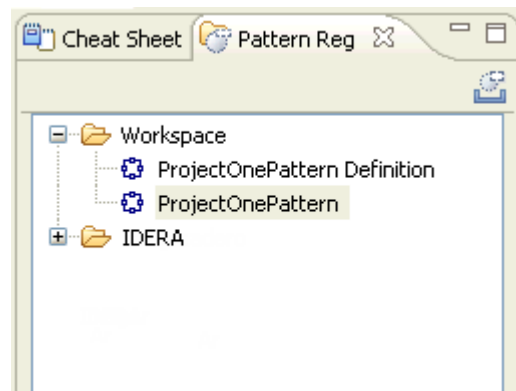 Cheat Sheet Pattern Reg
Workspace
ProjectOnePattern Definition
ProjectOnePattern
IDERA